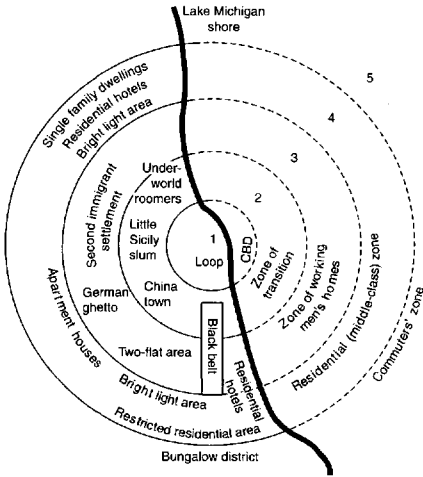 Lake Michigan
shore
Single family dwellings
Residential hotels
Bright light area
5
4
3
2
1
Loop
CBD
Zone of
transition
Zone of working
men's homes
Residential (middle-class) zone
Commuters' zone
Under-
world
roomers
Second immigrant
settlement
Little
Sicily
slum
China
town
German
ghetto
Apartment houses
Two-flat area
Black belt
Bright light area
Residential
hotels
Restricted residential area
Bungalow district